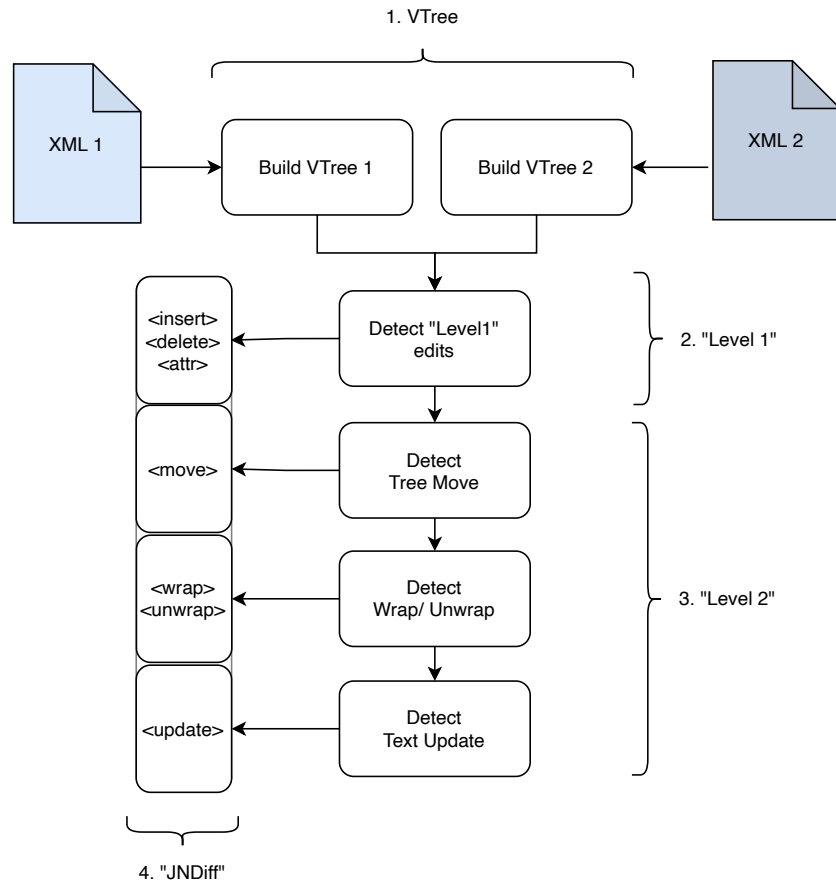 1. VTree
XML 1
Build VTree 1
Build VTree 2
XML 2
<insert>
<delete>
<attr>
Detect "Level1"
edits
2. "Level 1"
<move>
Detect
Tree Move
<wrap>
<unwrap>
Detect
Wrap/ Unwrap
3. "Level 2"
<update>
Detect
Text Update
4. "JNDiff"